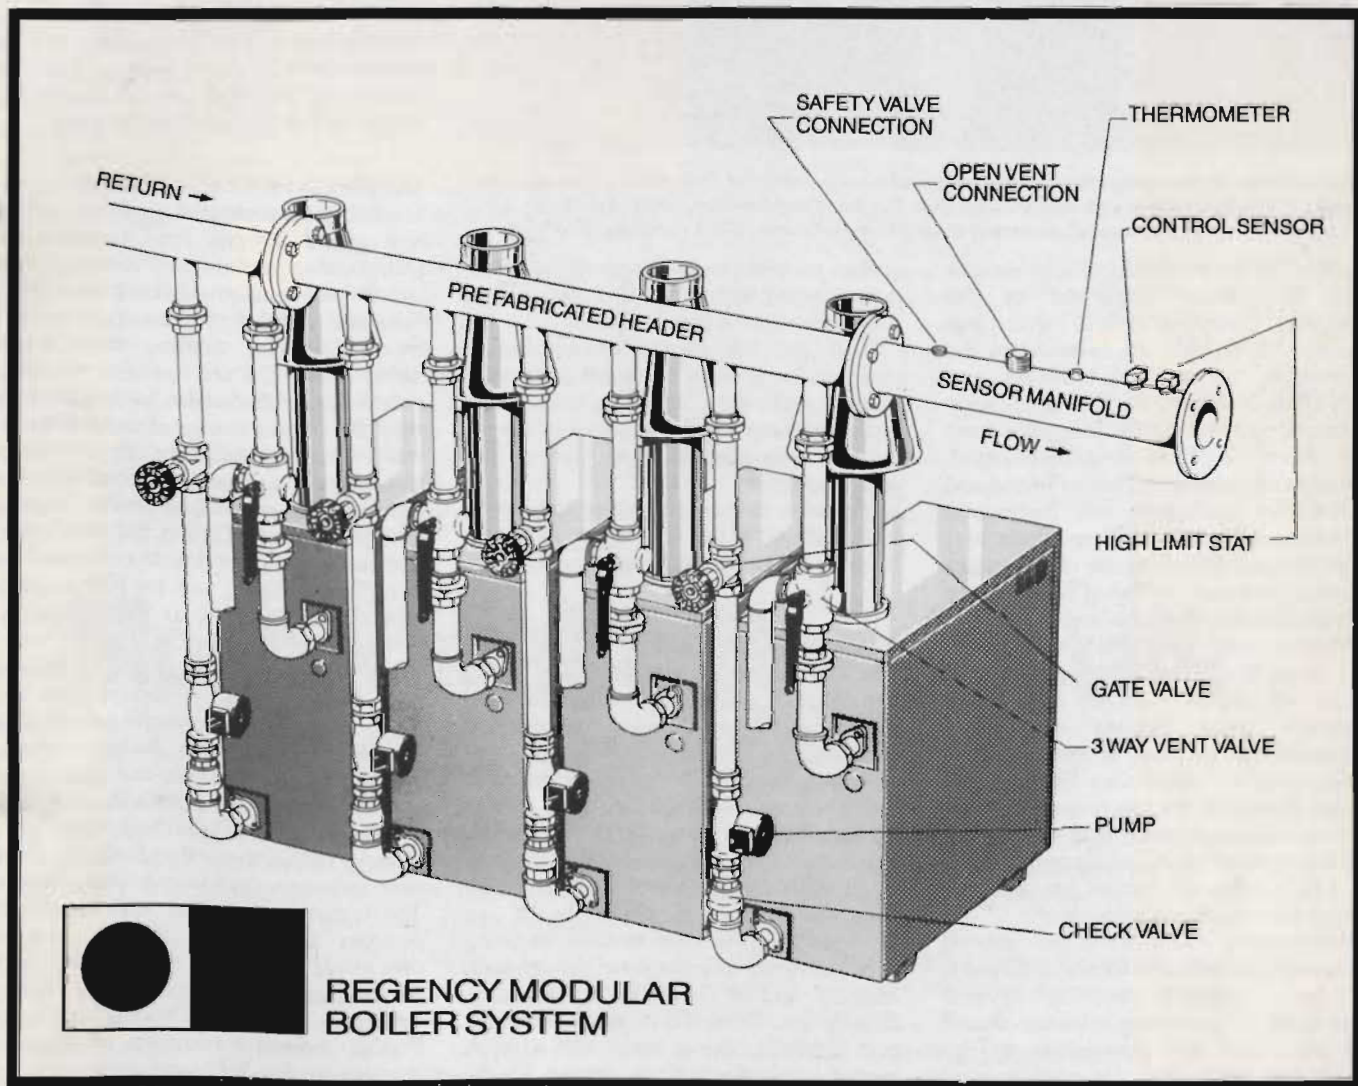 SAFETY VALVE
CONNECTION
THERMOMETER
OPEN VENT
CONNECTION
RETURN
CONTROL SENSOR
PRE FABRICATED HEADER
SENSOR MANIFOLD
FLOW
HIGH LIMIT STAT
GATE VALVE
3 WAY VENT VALVE
PUMP
CHECK VALVE
REGENCY MODULAR
BOILER SYSTEM